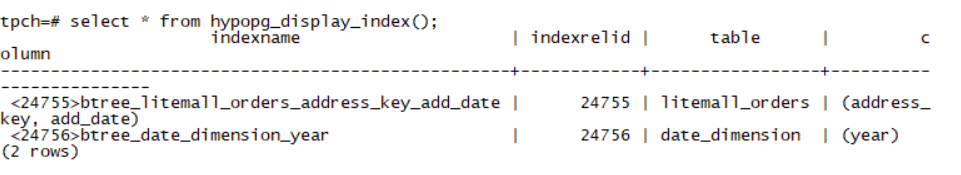 tpch=# select * from hypopg_display_index();
indexname | indexrelid | table | c
olumn
--------------------------------------------------+------------+-----------------+----------
---------------
<24755>btree_litemall_orders_address_key_add_date | 24755 | litemall_orders | (address_
key, add_date)
<24756>btree_date_dimension_year | 24756 | date_dimension | (year)
(2 rows)